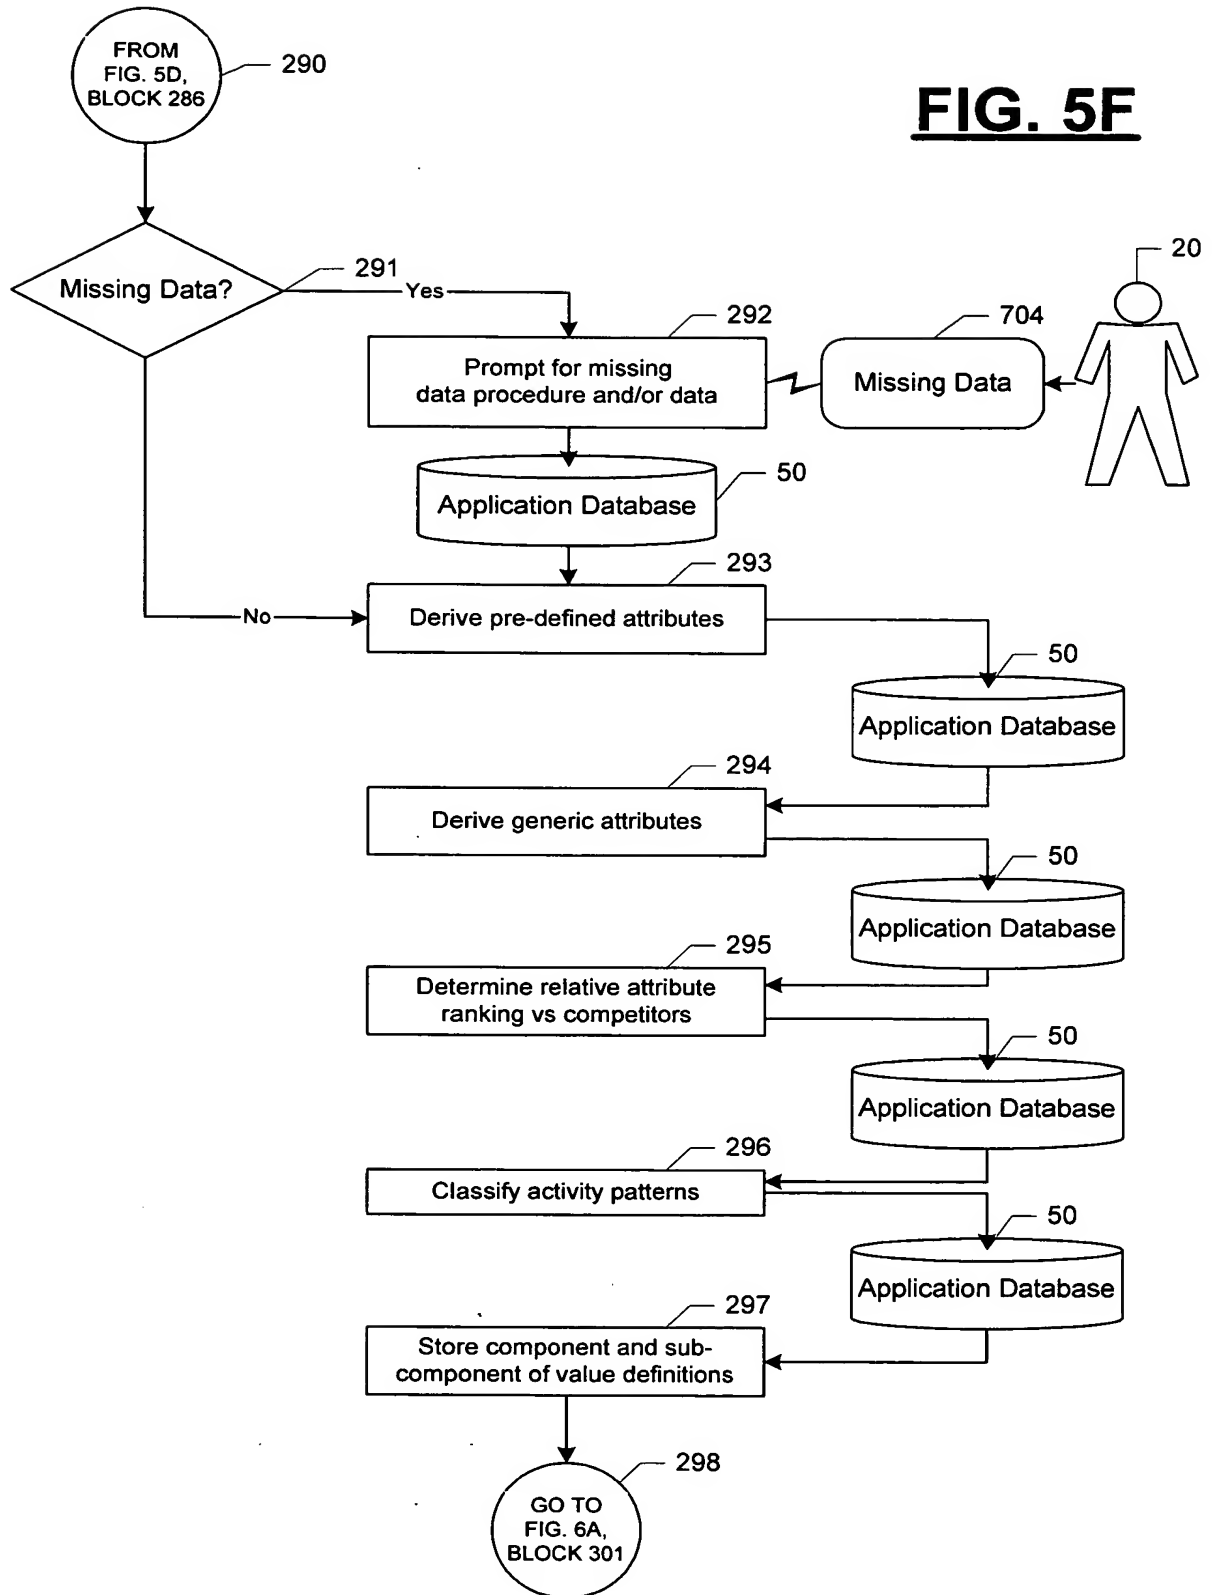 FROM
FIG. 5D,
BLOCK 286
290
FIG. 5F
Missing Data?
291
Yes
20
292
704
Prompt for missing
data procedure and/or data
Missing Data
50
Application Database
293
No
Derive pre-defined attributes
50
Application Database
294
Derive generic attributes
50
Application Database
295
Determine relative attribute
ranking vs competitors
50
Application Database
296
Classify activity patterns
50
Application Database
297
Store component and sub-
component of value definitions
298
GO TO
FIG. 6A,
BLOCK 301